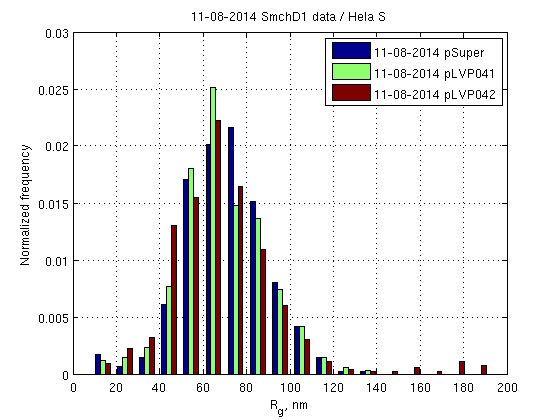 11-08-2014 SmchD1 data / Hela S
0.03
0.025
0.02
0.015
0.01
0.005
0
Normalized frequency
11-08-2014 pSuper
11-08-2014 pLVP041
11-08-2014 pLVP042
0 20 40 60 80 100 120 140 160 180 200
Rg, nm